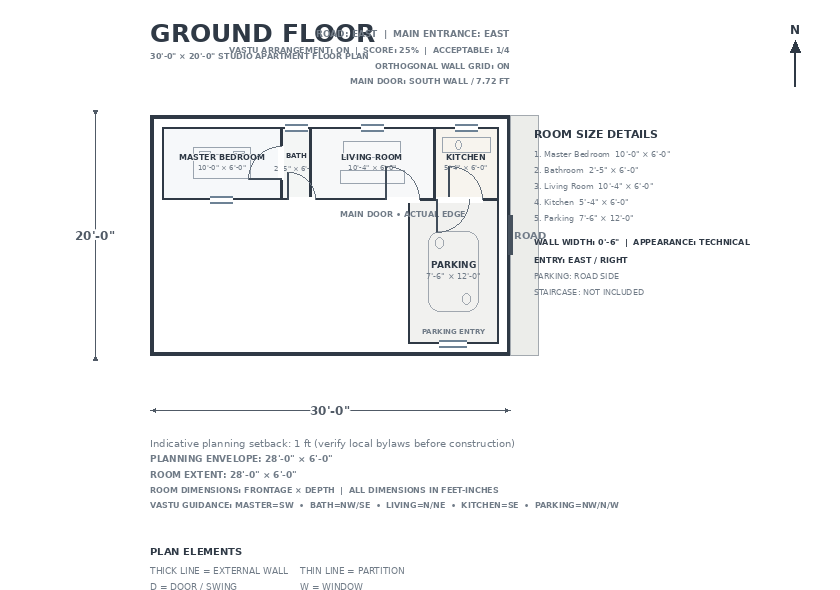 GROUND FLOOR
ROAD: EAST | MAIN ENTRANCE: EAST
VASTU ARRANGEMENT: ON | SCORE: 25% | ACCEPTABLE: 1/4
30'-0" × 20'-0" STUDIO APARTMENT FLOOR PLAN
ORTHOGONAL WALL GRID: ON
MAIN DOOR: SOUTH WALL / 7.72 FT
N
MASTER BEDROOM
10'-0" × 6'-0"
BATH
2'-5" × 6'-0"
LIVING ROOM
10'-4" × 6'-0"
KITCHEN
5'-4" × 6'-0"
MAIN DOOR • ACTUAL EDGE
20'-0"
ROAD
PARKING
7'-6" × 12'-0"
PARKING ENTRY
30'-0"
ROOM SIZE DETAILS
1. Master Bedroom 10'-0" × 6'-0"
2. Bathroom 2'-5" × 6'-0"
3. Living Room 10'-4" × 6'-0"
4. Kitchen 5'-4" × 6'-0"
5. Parking 7'-6" × 12'-0"
WALL WIDTH: 0'-6" | APPEARANCE: TECHNICAL
ENTRY: EAST / RIGHT
PARKING: ROAD SIDE
STAIRCASE: NOT INCLUDED
Indicative planning setback: 1 ft (verify local bylaws before construction)
PLANNING ENVELOPE: 28'-0" × 6'-0"
ROOM EXTENT: 28'-0" × 6'-0"
ROOM DIMENSIONS: FRONTAGE × DEPTH | ALL DIMENSIONS IN FEET-INCHES
VASTU GUIDANCE: MASTER=SW • BATH=NW/SE • LIVING=N/NE • KITCHEN=SE • PARKING=NW/N/W
PLAN ELEMENTS
THICK LINE = EXTERNAL WALL THIN LINE = PARTITION
D = DOOR / SWING W = WINDOW